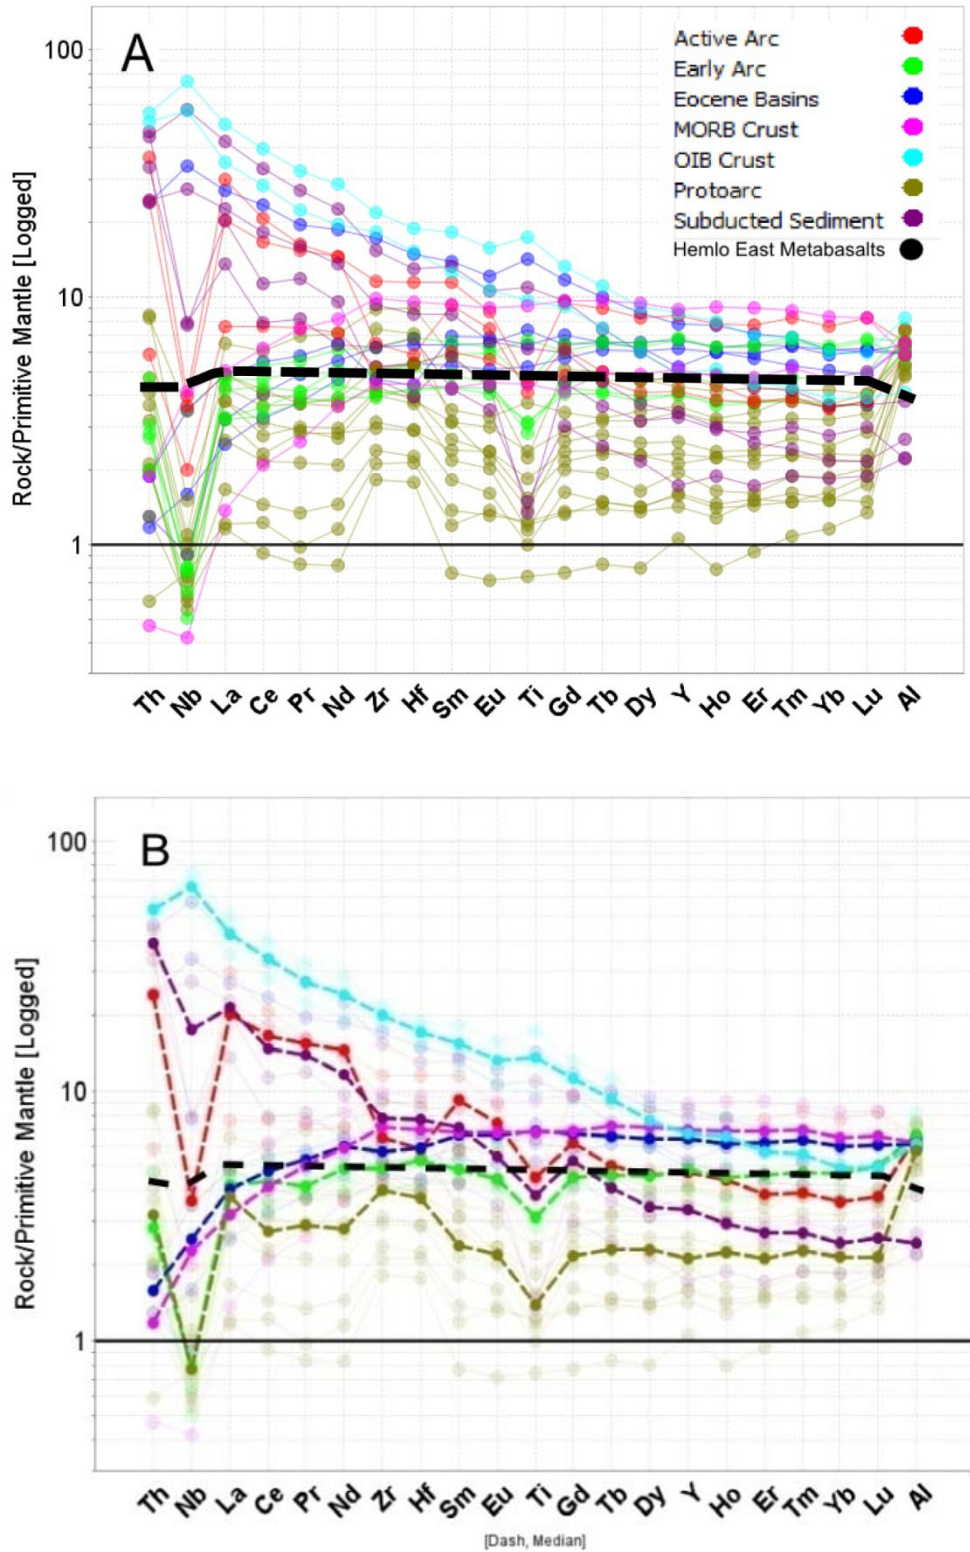 A
Active Arc
Early Arc
Eocene Basins
MORB Crust
OIB Crust
Protoarc
Subducted Sediment
Hemlo East Metabasalts
Rock/Primitive Mantle [Logged]
100
10
1
Th Nb La Ce Pr Nd Zr Hf Sm Eu Ti Gd Tb Dy Y Ho Er Tm Yb Lu Al
B
Rock/Primitive Mantle [Logged]
100
10
1
Th Nb La Ce Pr Nd Zr Hf Sm Eu Ti Gd Tb Dy Y Ho Er Tm Yb Lu Al
[Dash, Median]